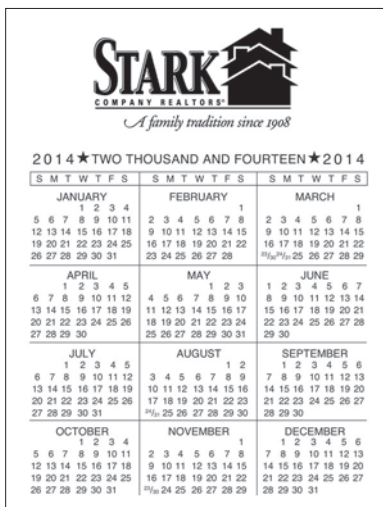 STARK
COMPANY REALTORS®
A family tradition since 1908
2014★TWO THOUSAND AND FOURTEEN★2014
S M T W T F S S M T W T F S S M T W T F S
JANUARY
1 2 3 4
5 6 7 8 9 10 11
12 13 14 15 16 17 18
19 20 21 22 23 24 25
26 27 28 29 30 31
FEBRUARY
1
2 3 4 5 6 7 8
9 10 11 12 13 14 15
16 17 18 19 20 21 22
23 24 25 26 27 28
MARCH
1
2 3 4 5 6 7 8
9 10 11 12 13 14 15
16 17 18 19 20 21 22
23/30 24/31 25 26 27 28 29
APRIL
1 2 3 4 5
6 7 8 9 10 11 12
13 14 15 16 17 18 19
20 21 22 23 24 25 26
27 28 29 30
MAY
1 2 3
4 5 6 7 8 9 10
11 12 13 14 15 16 17
18 19 20 21 22 23 24
25 26 27 28 29 30 31
JUNE
1 2 3 4 5 6 7
8 9 10 11 12 13 14
15 16 17 18 19 20 21
22 23 24 25 26 27 28
29 30
JULY
1 2 3 4 5
6 7 8 9 10 11 12
13 14 15 16 17 18 19
20 21 22 23 24 25 26
27 28 29 30 31
AUGUST
1 2
3 4 5 6 7 8 9
10 11 12 13 14 15 16
17 18 19 20 21 22 23
24/31 25 26 27 28 29 30
SEPTEMBER
1 2 3 4 5 6
7 8 9 10 11 12 13
14 15 16 17 18 19 20
21 22 23 24 25 26 27
28 29 30
OCTOBER
1 2 3 4
5 6 7 8 9 10 11
12 13 14 15 16 17 18
19 20 21 22 23 24 25
26 27 28 29 30 31
NOVEMBER
1
2 3 4 5 6 7 8
9 10 11 12 13 14 15
16 17 18 19 20 21 22
23/30 24 25 26 27 28 29
DECEMBER
1 2 3 4 5 6
7 8 9 10 11 12 13
14 15 16 17 18 19 20
21 22 23 24 25 26 27
28 29 30 31